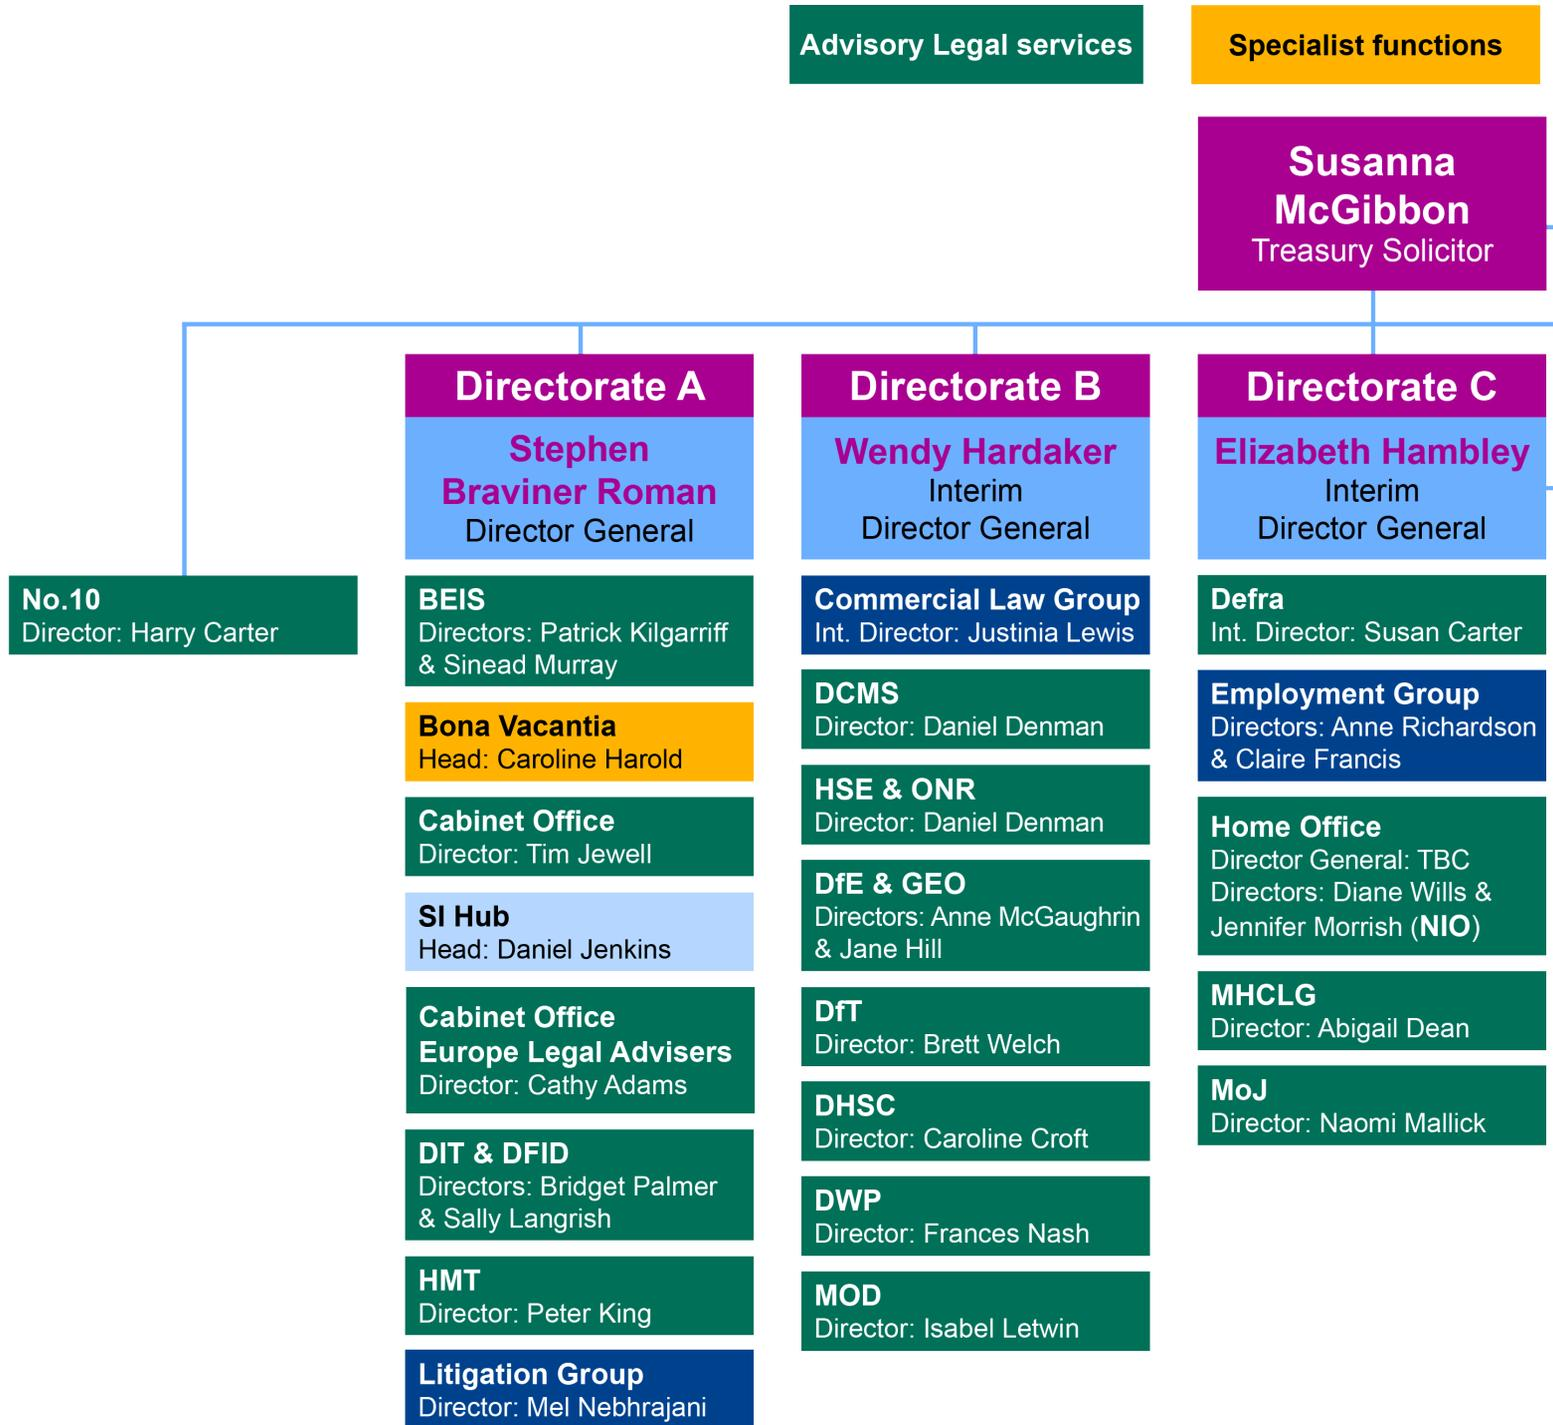 Advisory Legal services
Specialist functions
Susanna
McGibbon
Treasury Solicitor
No.10
Director: Harry Carter
Directorate A
Stephen
Braviner Roman
Director General
BEIS
Directors: Patrick Kilgarriff
& Sinead Murray
Bona Vacantia
Head: Caroline Harold
Cabinet Office
Director: Tim Jewell
SI Hub
Head: Daniel Jenkins
Cabinet Office
Europe Legal Advisers
Director: Cathy Adams
DIT & DFID
Directors: Bridget Palmer
& Sally Langrish
HMT
Director: Peter King
Litigation Group
Director: Mel Nebhrajani
Directorate B
Wendy Hardaker
Interim
Director General
Commercial Law Group
Int. Director: Justinia Lewis
DCMS
Director: Daniel Denman
HSE & ONR
Director: Daniel Denman
DfE & GEO
Directors: Anne McGaughrin
& Jane Hill
DfT
Director: Brett Welch
DHSC
Director: Caroline Croft
DWP
Director: Frances Nash
MOD
Director: Isabel Letwin
Directorate C
Elizabeth Hambley
Interim
Director General
Defra
Int. Director: Susan Carter
Employment Group
Directors: Anne Richardson
& Claire Francis
Home Office
Director General: TBC
Directors: Diane Wills &
Jennifer Morrish (NIO)
MHCLG
Director: Abigail Dean
MoJ
Director: Naomi Mallick